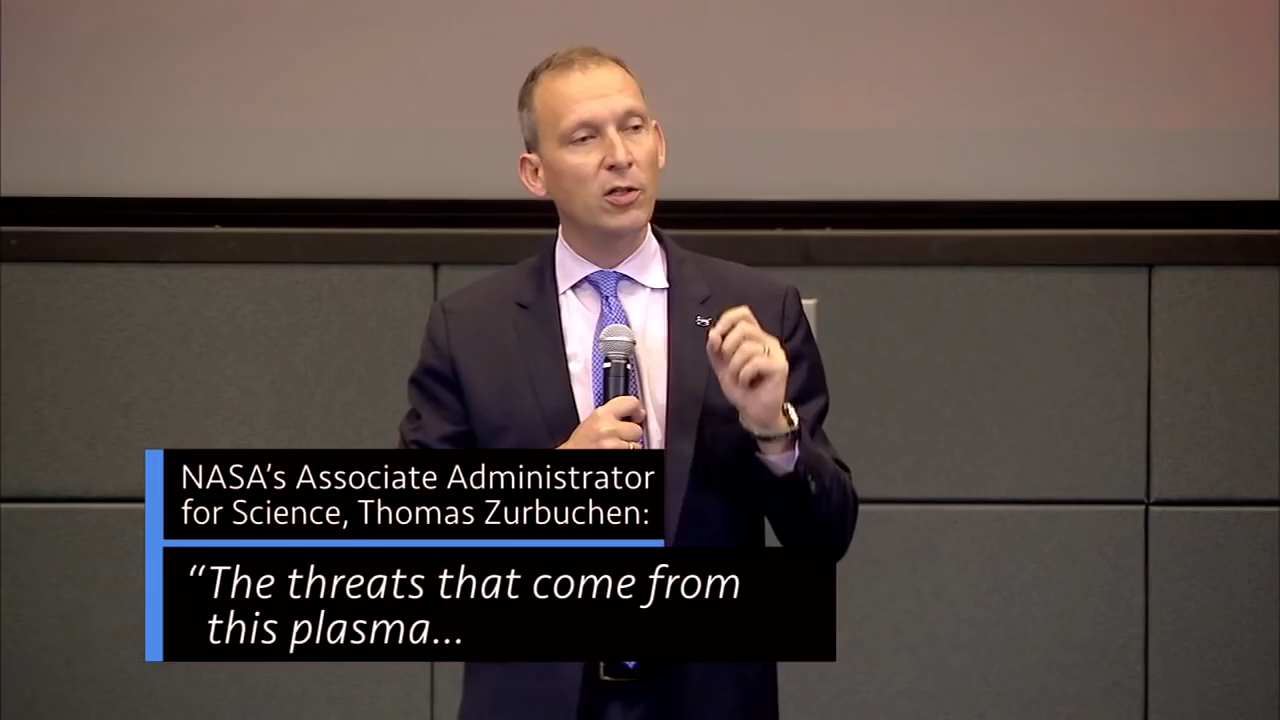 NASA’s Associate Administrator
for Science, Thomas Zurbuchen:
“The threats that come from
this plasma...